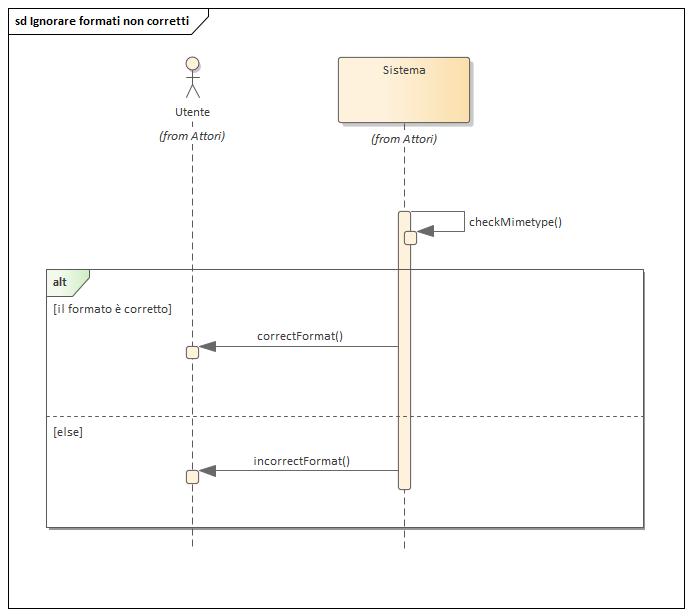 sd Ignorare formati non corretti
Utente
(from Attori)
Sistema
(from Attori)
checkMimetype()
alt
[il formato è corretto]
correctFormat()
[else]
incorrectFormat()